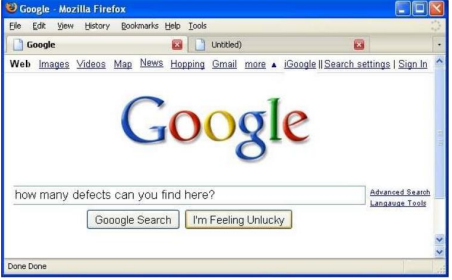 Google - Mozilla Firefox
File Edit View History Bookmarks Help Tools
Google Untitled)
Web Images Videos Map News Hopping Gmail more ▲ iGoogle || Search settings | Sign In
Google
how many defects can you find here?
Advanced Search
Langauge Tools
Gooogle Search I'm Feeling Unlucky
Done Done